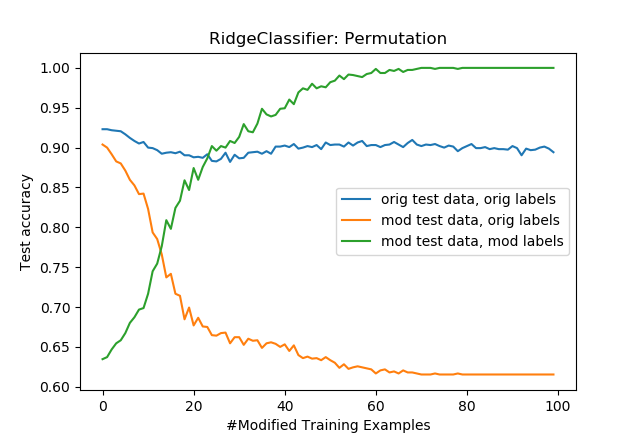 RidgeClassifier: Permutation
1.00
0.95
0.90
0.85
0.80
0.75
0.70
0.65
0.60
Test accuracy
orig test data, orig labels
mod test data, orig labels
mod test data, mod labels
0 20 40 60 80 100
#Modified Training Examples